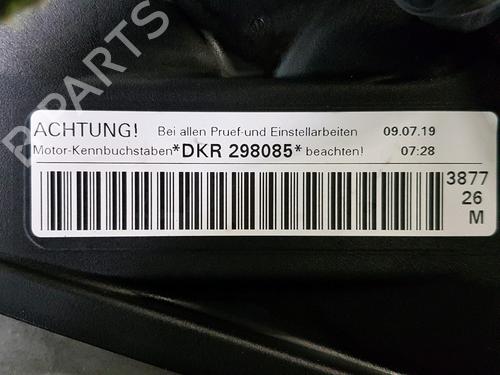 B-PARTS
ACHTUNG! Bei allen Pruef-und Einstellarbeiten 09.07.19
Motor-Kennbuchstaben *DKR 298085* beachten! 07:28
3877
26
M